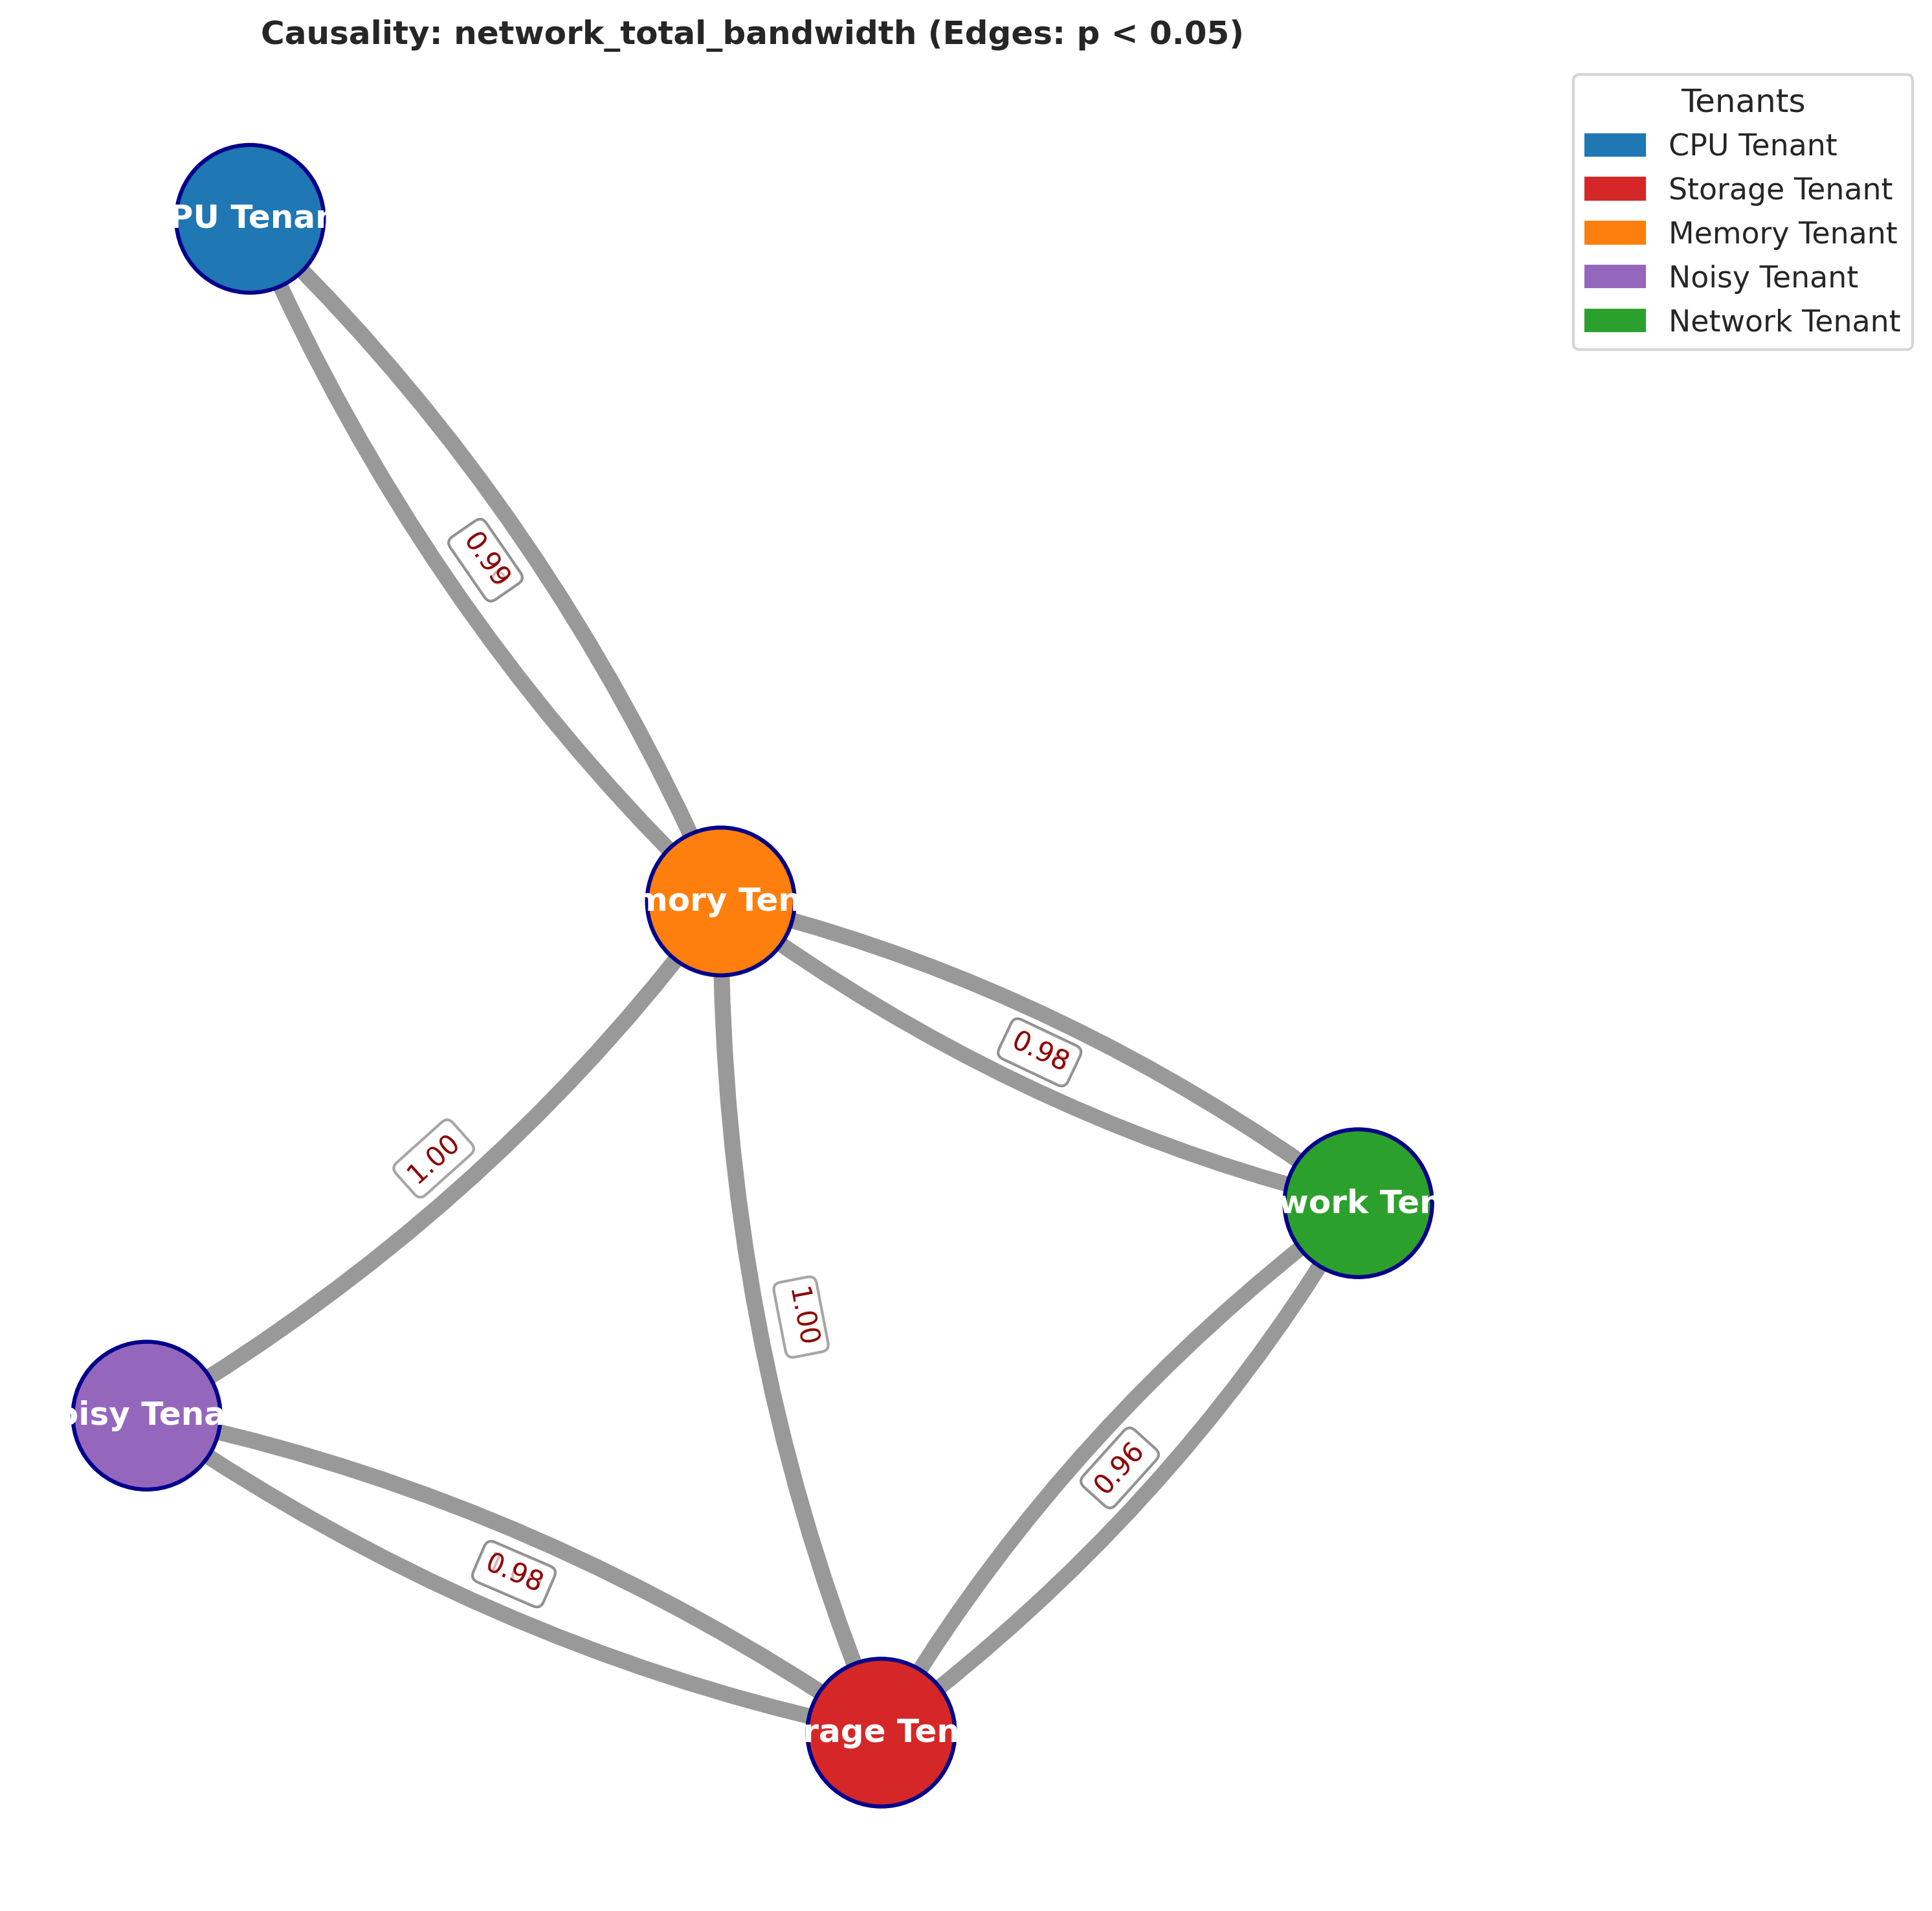 Causality: network_total_bandwidth (Edges: p < 0.05)
Tenants
CPU Tenant
Storage Tenant
Memory Tenant
Noisy Tenant
Network Tenant
PU Tenar
0.99
mory Ten
0.98
1.00
work Ten
1.00
oisy Tena
0.96
0.98
rage Ten